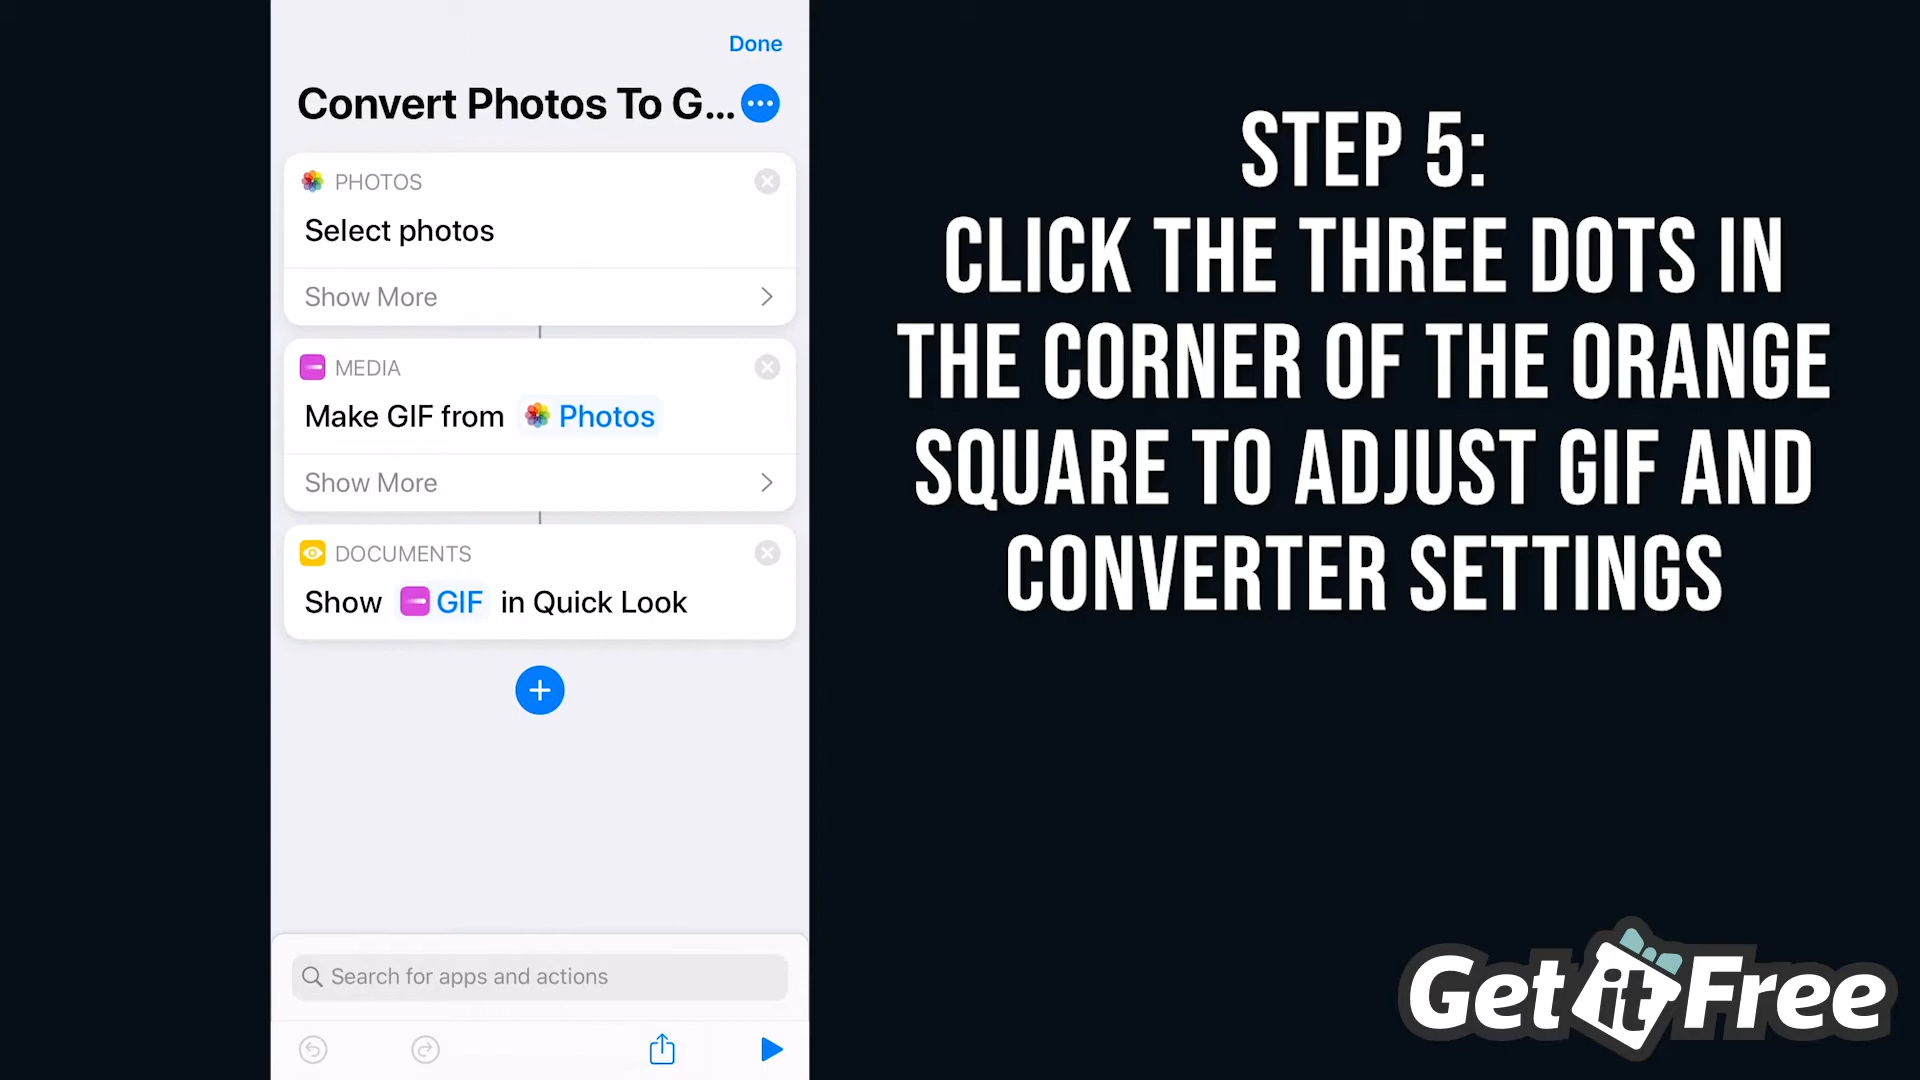 Done
Convert Photos To G...
PHOTOS
Select photos
Show More
MEDIA
Make GIF from Photos
Show More
DOCUMENTS
Show GIF in Quick Look
Search for apps and actions
STEP 5:
CLICK THE THREE DOTS IN
THE CORNER OF THE ORANGE
SQUARE TO ADJUST GIF AND
CONVERTER SETTINGS
Get it Free